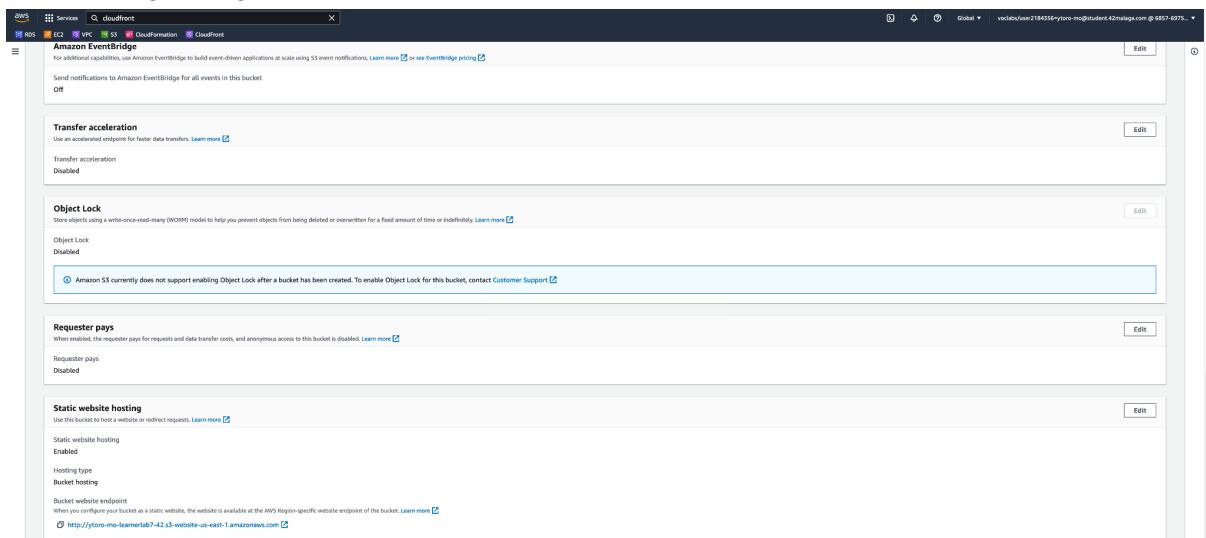 aws
Services
cloudfront
Global
voclabs/user2184356=ytoro-mo@student.42malaga.com @ 6857-6975...
RDS EC2 VPC S3 CloudFormation CloudFront
Amazon EventBridge
Edit
For additional capabilities, use Amazon EventBridge to build event-driven applications at scale using S3 event notifications. Learn more or see EventBridge pricing
Send notifications to Amazon EventBridge for all events in this bucket
Off
Transfer acceleration
Edit
Use an accelerated endpoint for faster data transfers. Learn more
Transfer acceleration
Disabled
Object Lock
Edit
Store objects using a write-once-read-many (WORM) model to help you prevent objects from being deleted or overwritten for a fixed amount of time or indefinitely. Learn more
Object Lock
Disabled
Amazon S3 currently does not support enabling Object Lock after a bucket has been created. To enable Object Lock for this bucket, contact Customer Support
Requester pays
Edit
When enabled, the requester pays for requests and data transfer costs, and anonymous access to this bucket is disabled. Learn more
Requester pays
Disabled
Static website hosting
Edit
Use this bucket to host a website or redirect requests. Learn more
Static website hosting
Enabled
Hosting type
Bucket hosting
Bucket website endpoint
When you configure your bucket as a static website, the website is available at the AWS Region-specific website endpoint of the bucket. Learn more
http://ytoro-mo-learnerlab7-42.s3-website-us-east-1.amazonaws.com